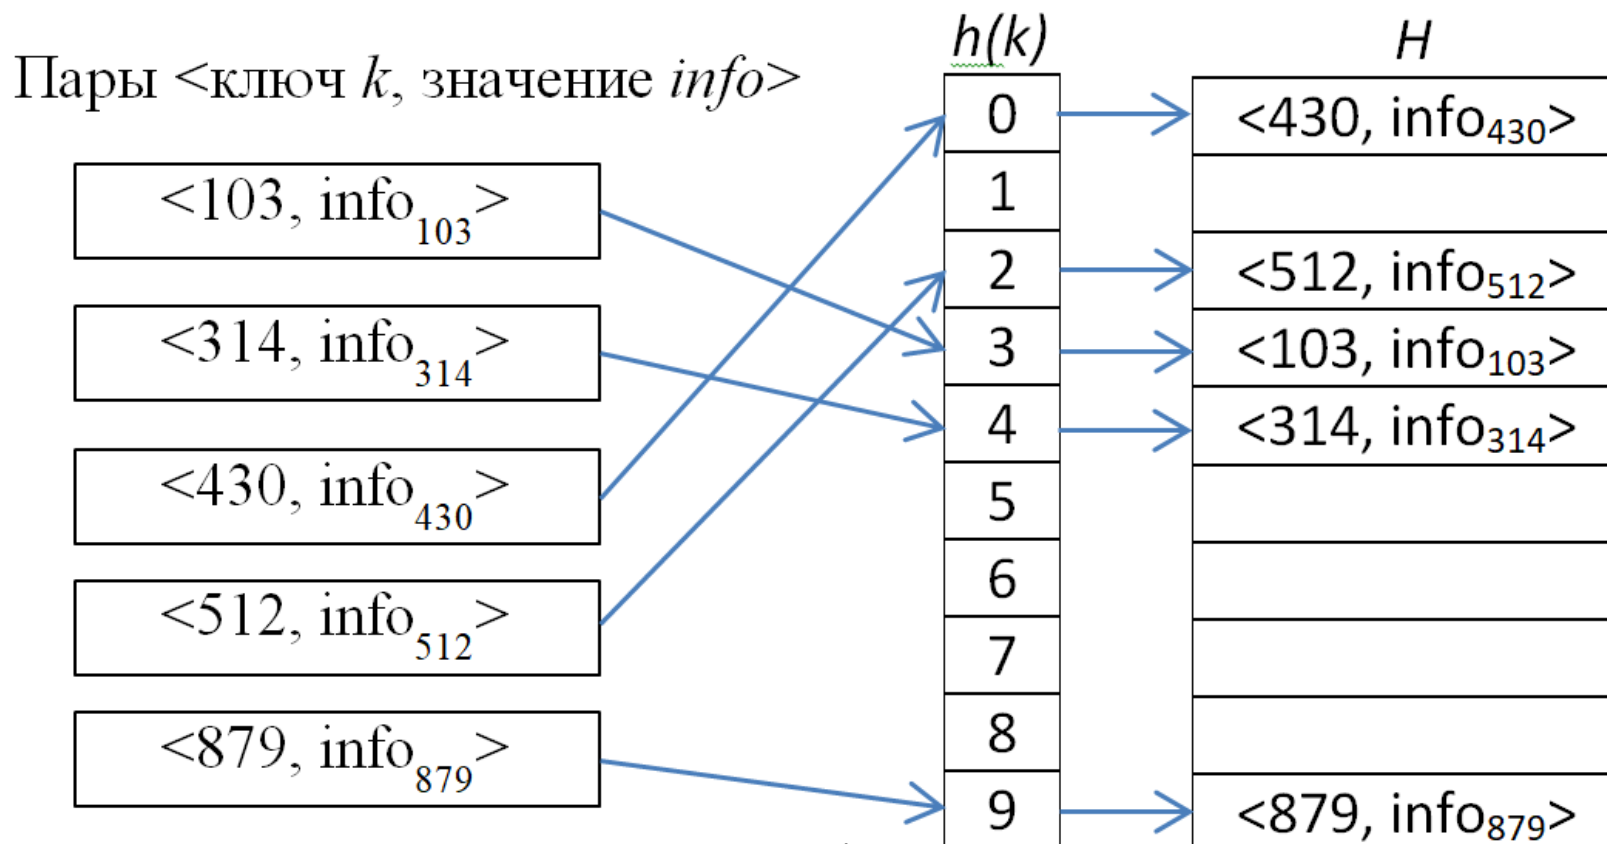 Пары <ключ k, значение info>
<103, info103>
<314, info314>
<430, info430>
<512, info512>
<879, info879>
h(k)
0
1
2
3
4
5
6
7
8
9
H
<430, info430>
<512, info512>
<103, info103>
<314, info314>
<879, info879>